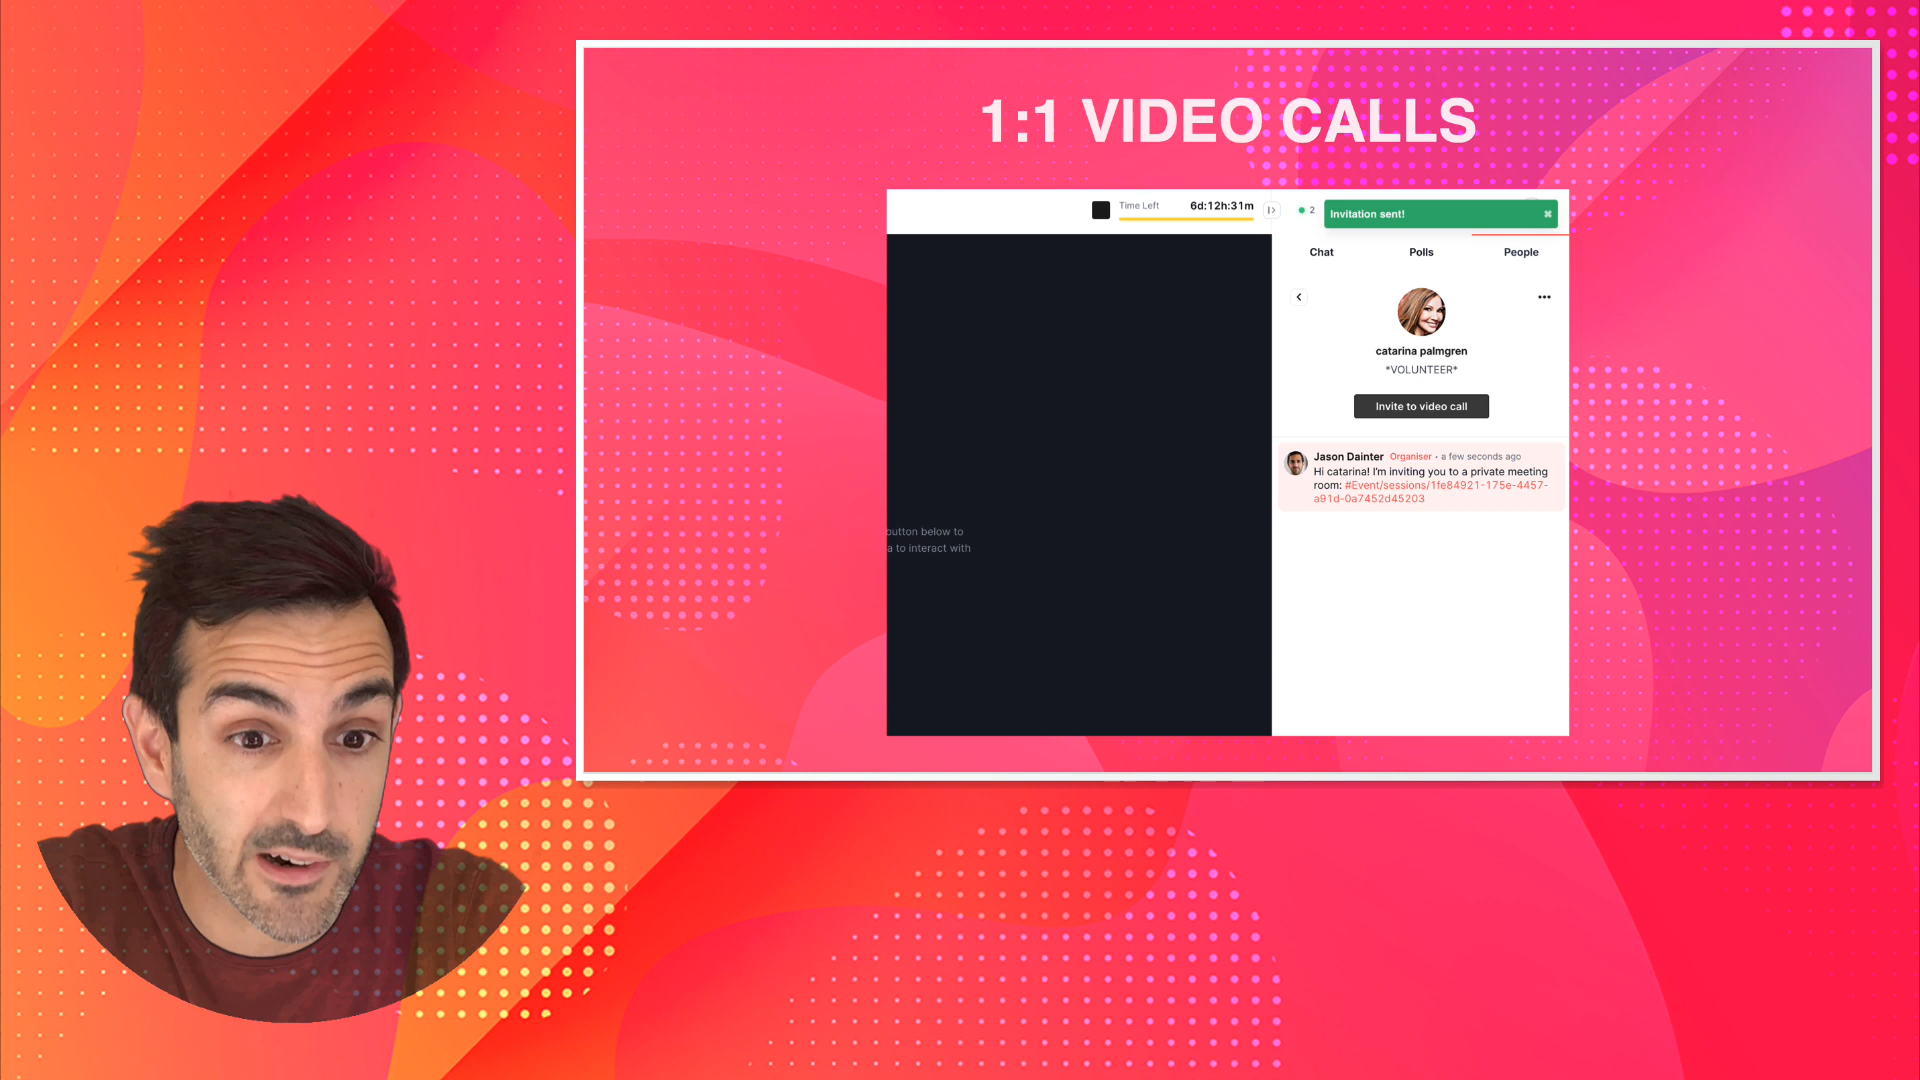 1:1 VIDEO CALLS
Time Left 6d:12h:31m
2
Invitation sent!
Chat Polls People
catarina palmgren
*VOLUNTEER*
Invite to video call
Jason Dainter Organiser • a few seconds ago
Hi catarina! I'm inviting you to a private meeting
room: #Event/sessions/1fe84921-175e-4457-
a91d-0a7452d45203
button below to
a to interact with